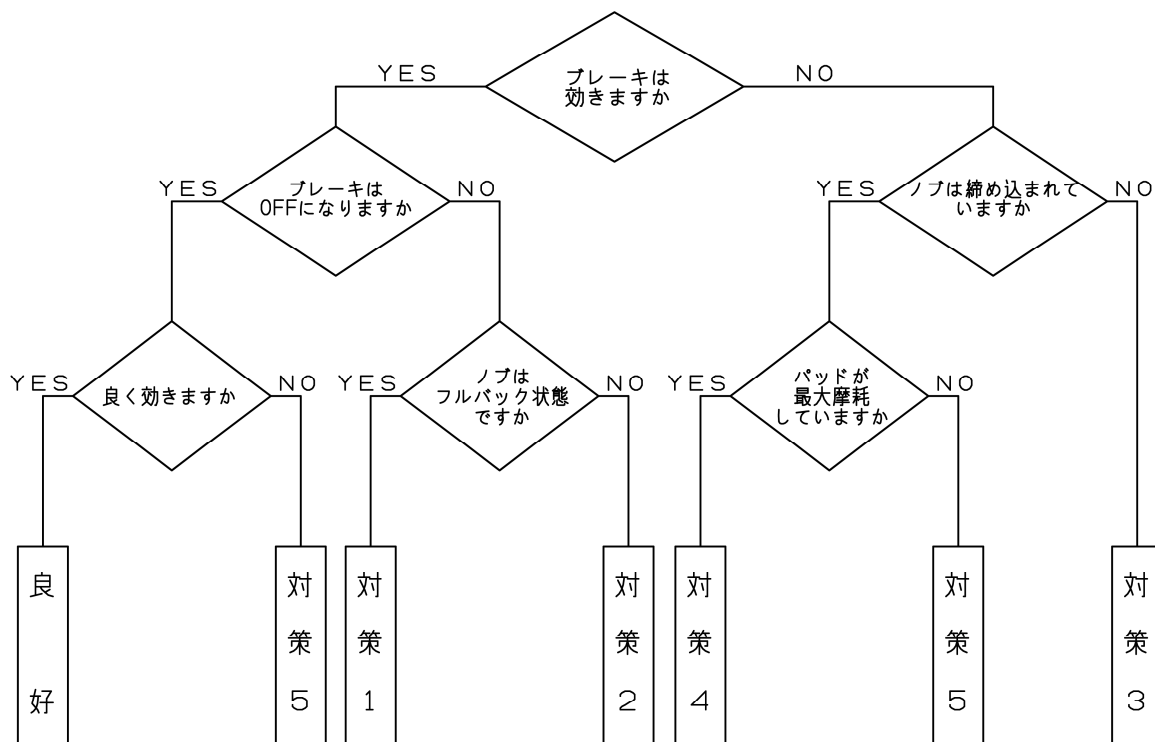 YES
ブレーキは
効きますか
NO
YES
ブレーキは
OFFになりますか
NO
YES
ノブは締め込まれて
いますか
NO
YES
良く効きますか
NO
YES
ノブは
フルバック状態
ですか
NO
YES
パッドが
最大摩耗
していますか
NO
良好
対策5
対策1
対策2
対策4
対策5
対策3